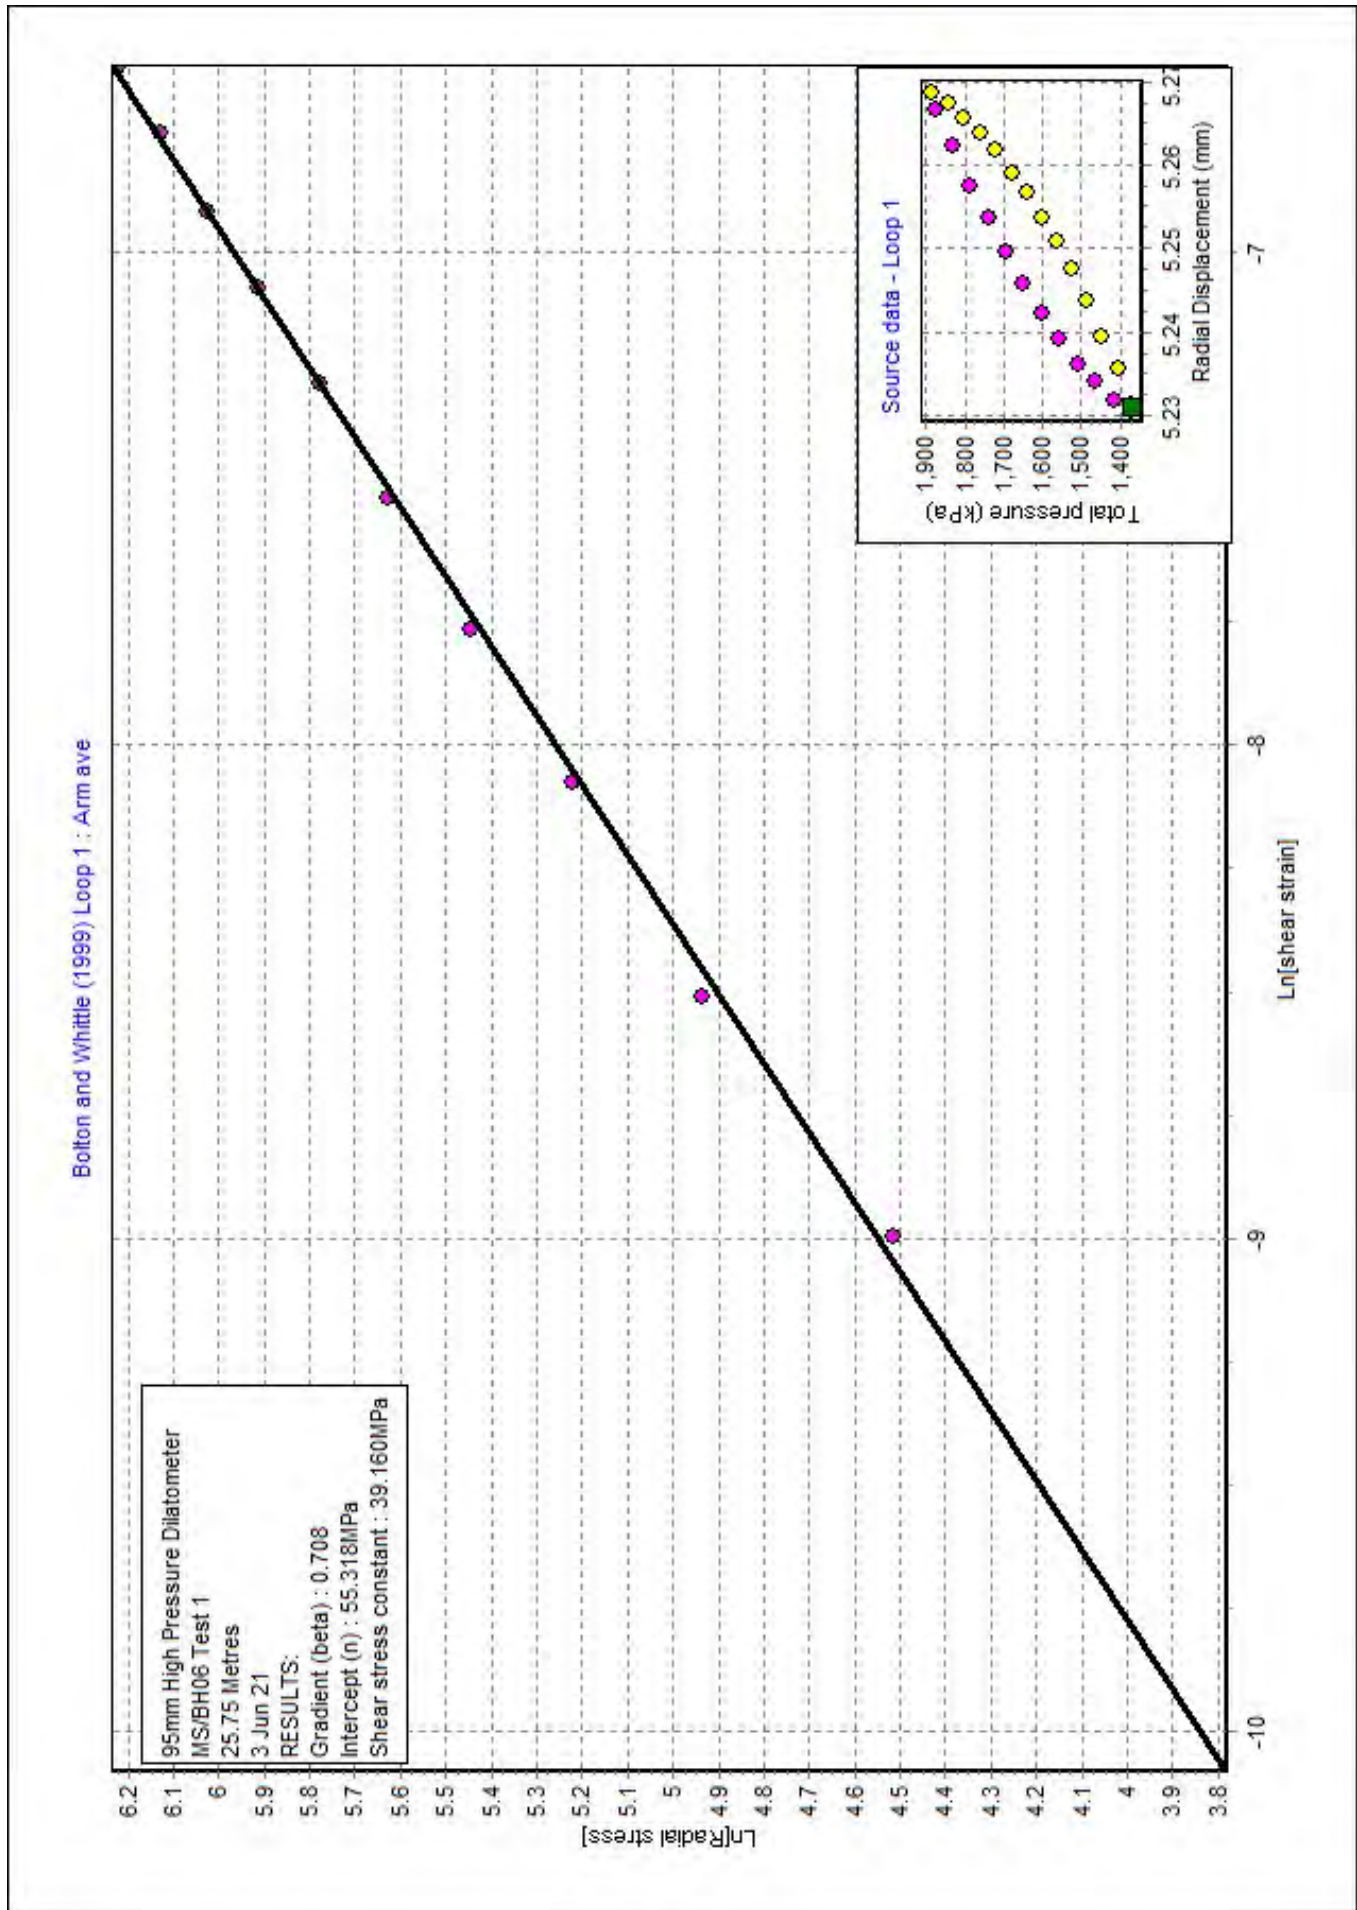 Bolton and Whittle (1999) Loop 1 : Arm ave
95mm High Pressure Dilatometer
MS/BH06 Test 1
25.75 Metres
3 Jun 21
RESULTS:
Gradient (beta) : 0.708
Intercept (n) : 55.318MPa
Shear stress constant : 39.160MPa
Ln[Radial stress]
6.2
6.1
6
5.9
5.8
5.7
5.6
5.5
5.4
5.3
5.2
5.1
5
4.9
4.8
4.7
4.6
4.5
4.4
4.3
4.2
4.1
4
3.9
3.8
-10
-9
-8
-7
Ln[shear strain]
Source data - Loop 1
Total pressure (kPa)
1,900
1,800
1,700
1,600
1,500
1,400
5.23
5.24
5.25
5.26
5.27
Radial Displacement (mm)